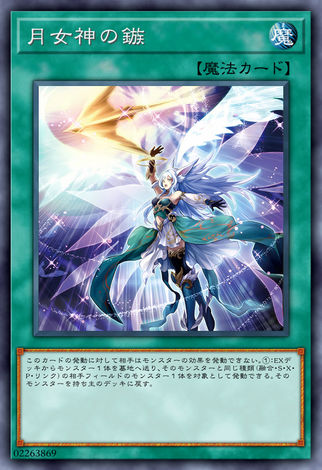 月女神の鏃
魔
【魔法カード】
このカードの発動に対して相手はモンスターの効果を発動できない。①:EXデ
ッキからモンスター1体を墓地へ送り、そのモンスターと同じ種類(融合・S・X・
P・リンク)の相手フィールドのモンスター1体を対象として発動できる。その
モンスターを持ち主のデッキに戻す。
02263869